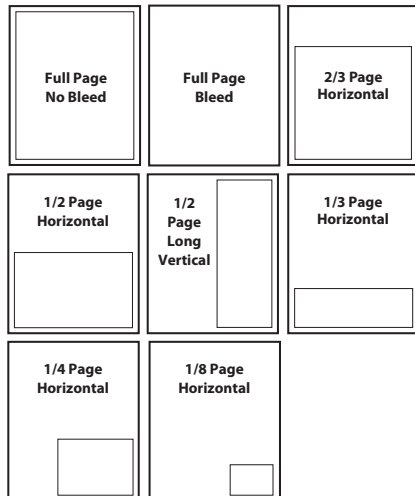 Full Page
No Bleed
Full Page
Bleed
2/3 Page
Horizontal
1/2 Page
Horizontal
1/2
Page
Long
Vertical
1/3 Page
Horizontal
1/4 Page
Horizontal
1/8 Page
Horizontal